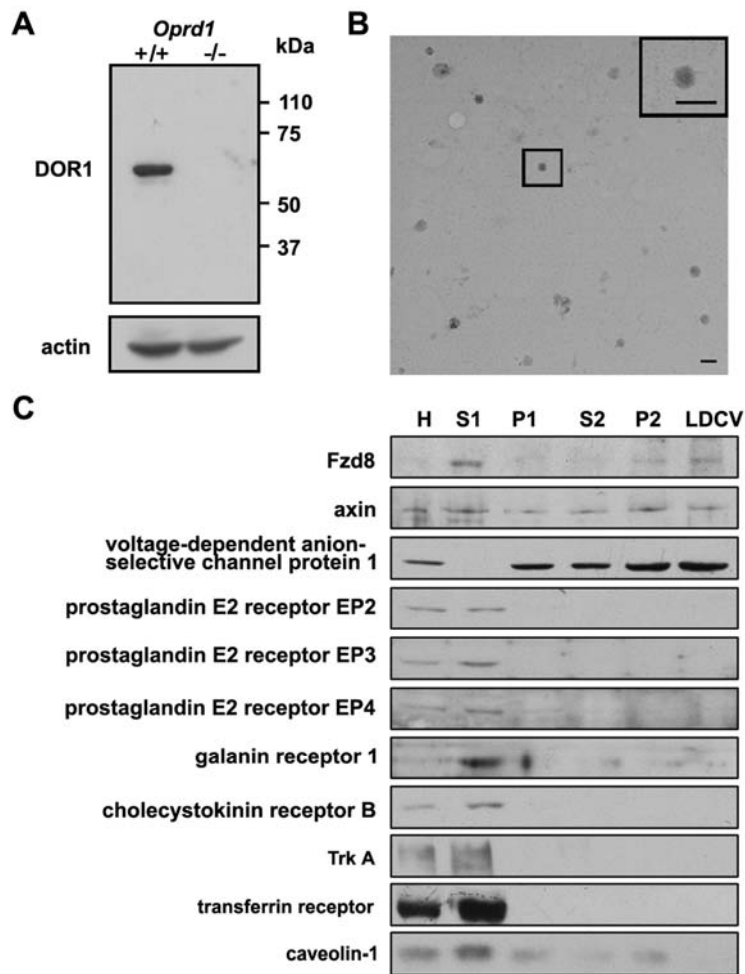 A
Oprd1
+/+ -/- kDa
110
75
DOR1
50
37
actin
B
C
H S1 P1 S2 P2 LDCV
Fzd8
axin
voltage-dependent anion-
selective channel protein 1
prostaglandin E2 receptor EP2
prostaglandin E2 receptor EP3
prostaglandin E2 receptor EP4
galanin receptor 1
cholecystokinin receptor B
Trk A
transferrin receptor
caveolin-1